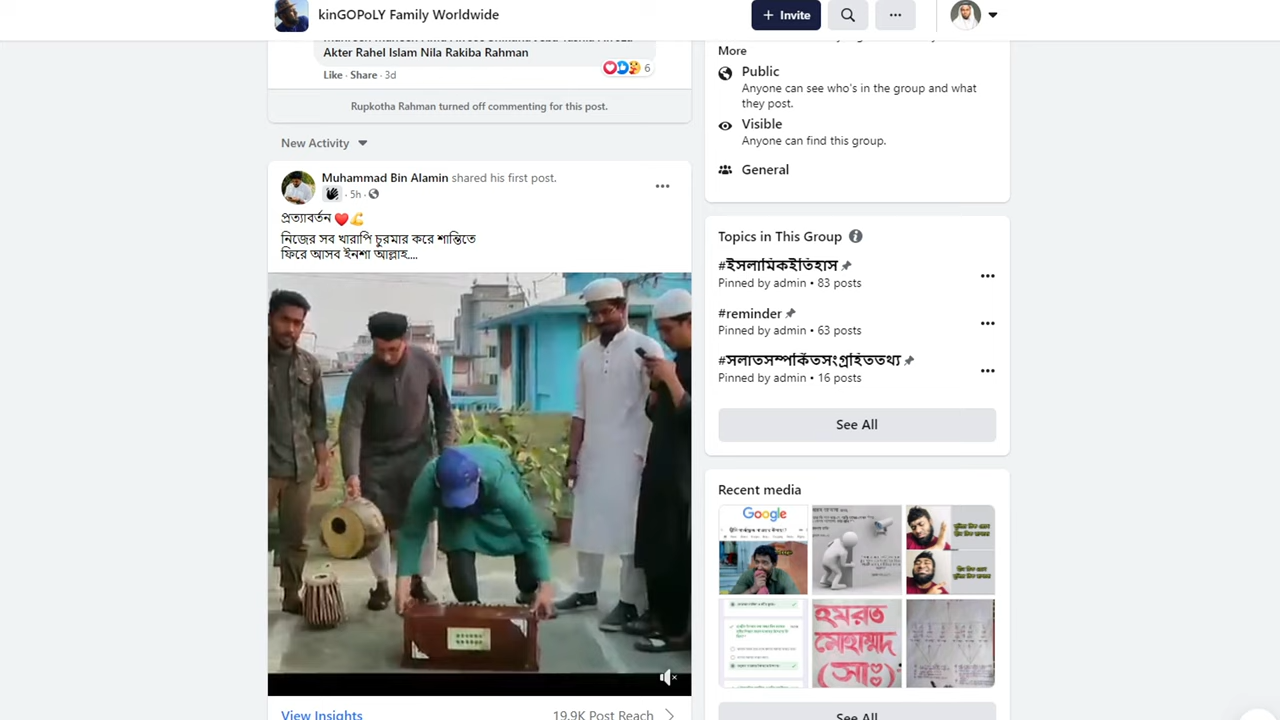 kinGOPoLY Family Worldwide
+ Invite
Akter Rahel Islam Nila Rakiba Rahman
Like · Share · 3d
6
Rupkotha Rahman turned off commenting for this post.
New Activity
Muhammad Bin Alamin shared his first post.
· 5h ·
প্রত্যাবর্তন ❤️💪
নিজের সব খারাপি চুরমার করে শান্তিতে
ফিরে আসব ইনশা আল্লাহ....
View Insights
19.9K Post Reach
More
Public
Anyone can see who's in the group and what
they post.
Visible
Anyone can find this group.
General
Topics in This Group
#ইসলামিকইতিহাস
Pinned by admin • 83 posts
#reminder
Pinned by admin • 63 posts
#সলাতসম্পর্কিতসংগ্রহিততথ্য
Pinned by admin • 16 posts
See All
Recent media
Google
হযরত
মোহাম্মদ
(সাঃ)
See All